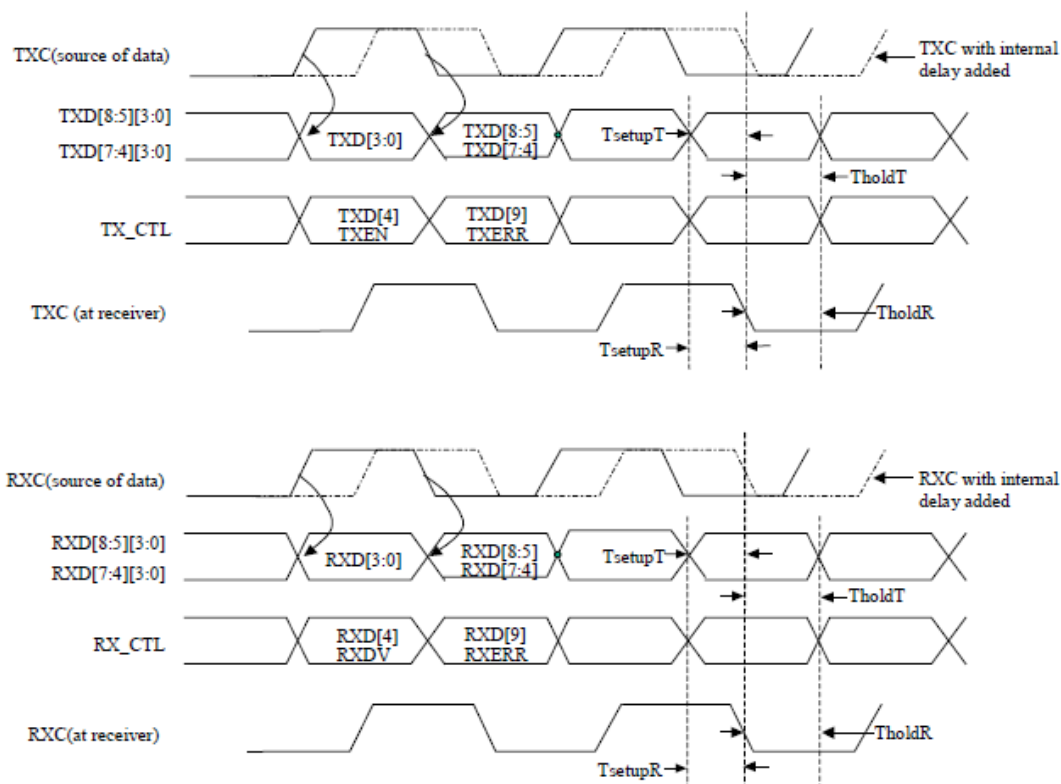 TXC(source of data)
TXC with internal
delay added
TXD[8:5][3:0]
TXD[7:4][3:0]
TXD[3:0]
TXD[8:5]
TXD[7:4]
TsetupT
TholdT
TX_CTL
TXD[4]
TXEN
TXD[9]
TXERR
TXC (at receiver)
TholdR
TsetupR
RXC(source of data)
RXC with internal
delay added
RXD[8:5][3:0]
RXD[7:4][3:0]
RXD[3:0]
RXD[8:5]
RXD[7:4]
TsetupT
TholdT
RX_CTL
RXD[4]
RXDV
RXD[9]
RXERR
RXC(at receiver)
TholdR
TsetupR